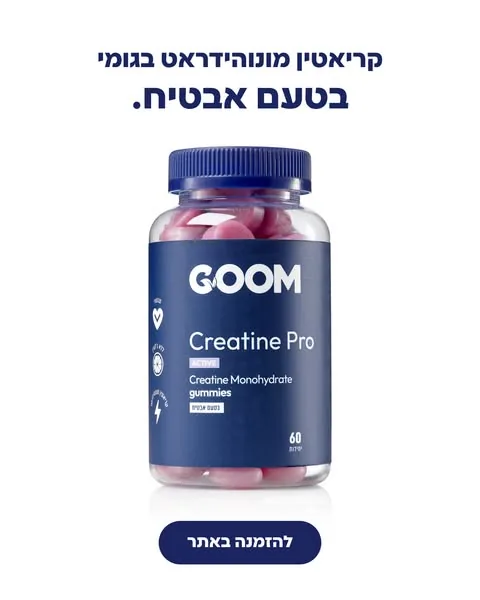 קריאטין מונוהידראט בגומי
בטעם אבטיח.
GOOM
Creatine Pro
ACTIVE
Creatine Monohydrate
gummies
בטעם אבטיח
60
יחידות
להזמנה באתר